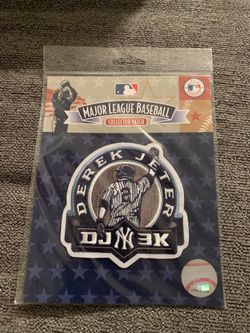 MAJOR LEAGUE BASEBALL
COLLECTOR PATCH
DEREK JETER
DJ NY 3K